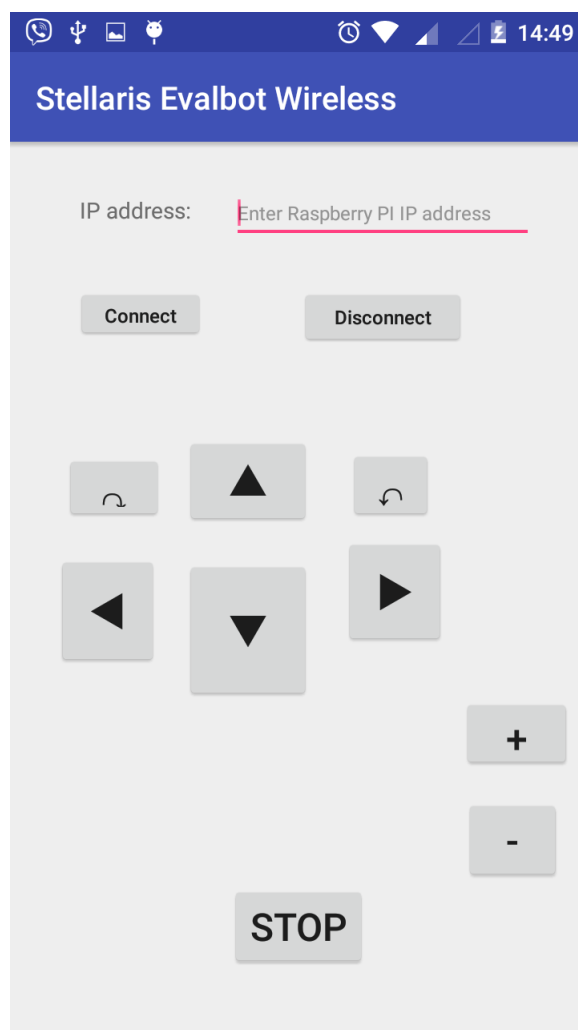 14:49
Stellaris Evalbot Wireless
IP address: Enter Raspberry PI IP address
Connect Disconnect
+
-
STOP